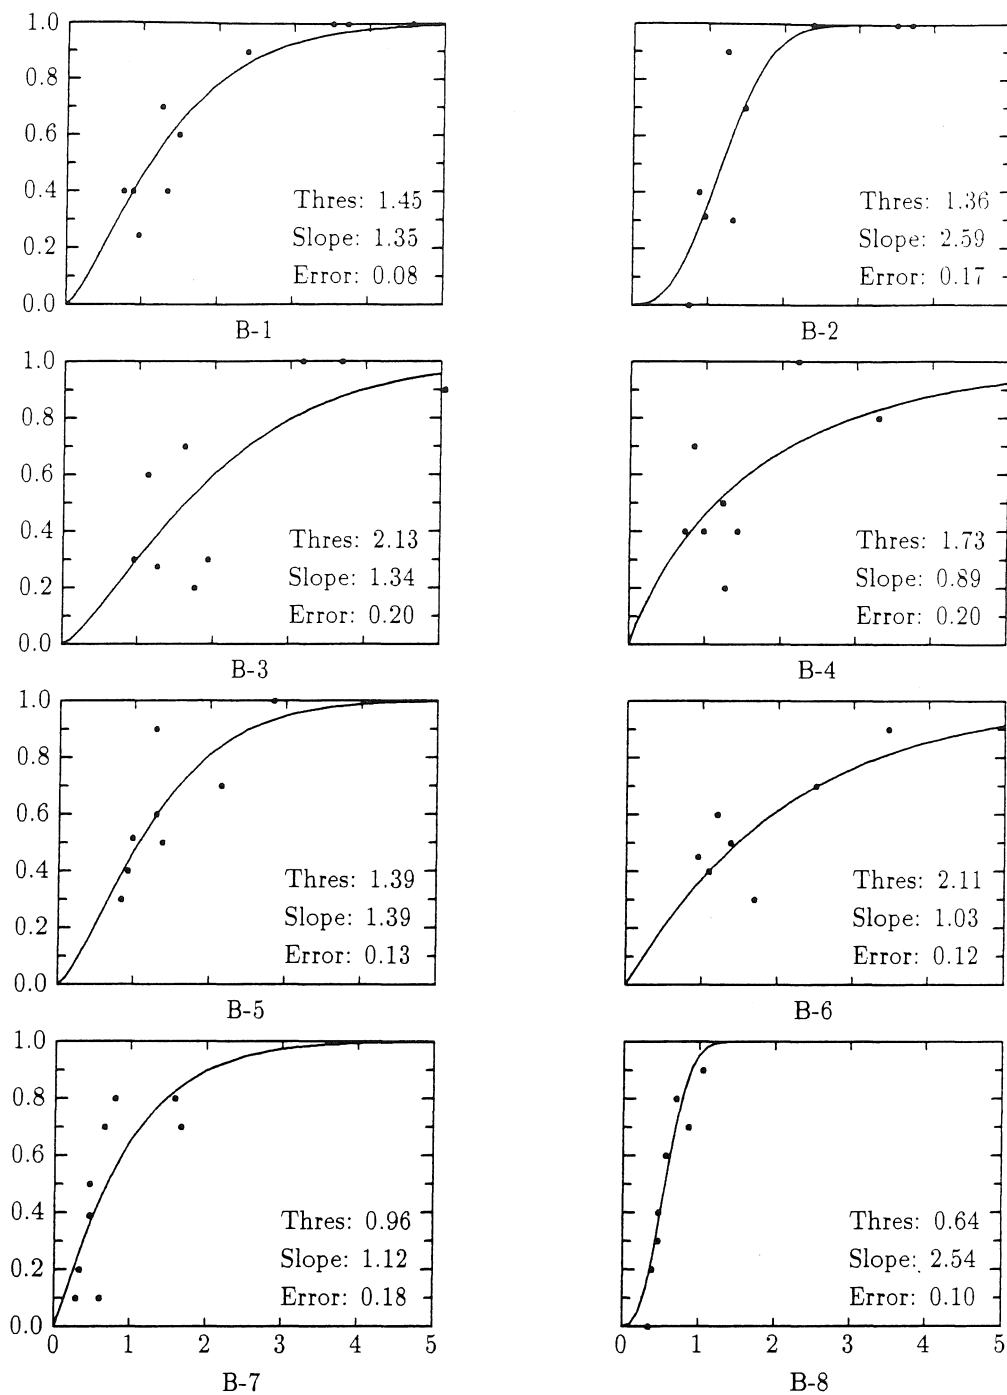 1.0
0.8
0.6
0.4
0.2
0.0
Thres: 1.45
Slope: 1.35
Error: 0.08
B-1
Thres: 1.36
Slope: 2.59
Error: 0.17
B-2
1.0
0.8
0.6
0.4
0.2
0.0
Thres: 2.13
Slope: 1.34
Error: 0.20
B-3
Thres: 1.73
Slope: 0.89
Error: 0.20
B-4
1.0
0.8
0.6
0.4
0.2
0.0
Thres: 1.39
Slope: 1.39
Error: 0.13
B-5
Thres: 2.11
Slope: 1.03
Error: 0.12
B-6
1.0
0.8
0.6
0.4
0.2
0.0
0 1 2 3 4 5
Thres: 0.96
Slope: 1.12
Error: 0.18
B-7
0 1 2 3 4 5
Thres: 0.64
Slope: 2.54
Error: 0.10
B-8